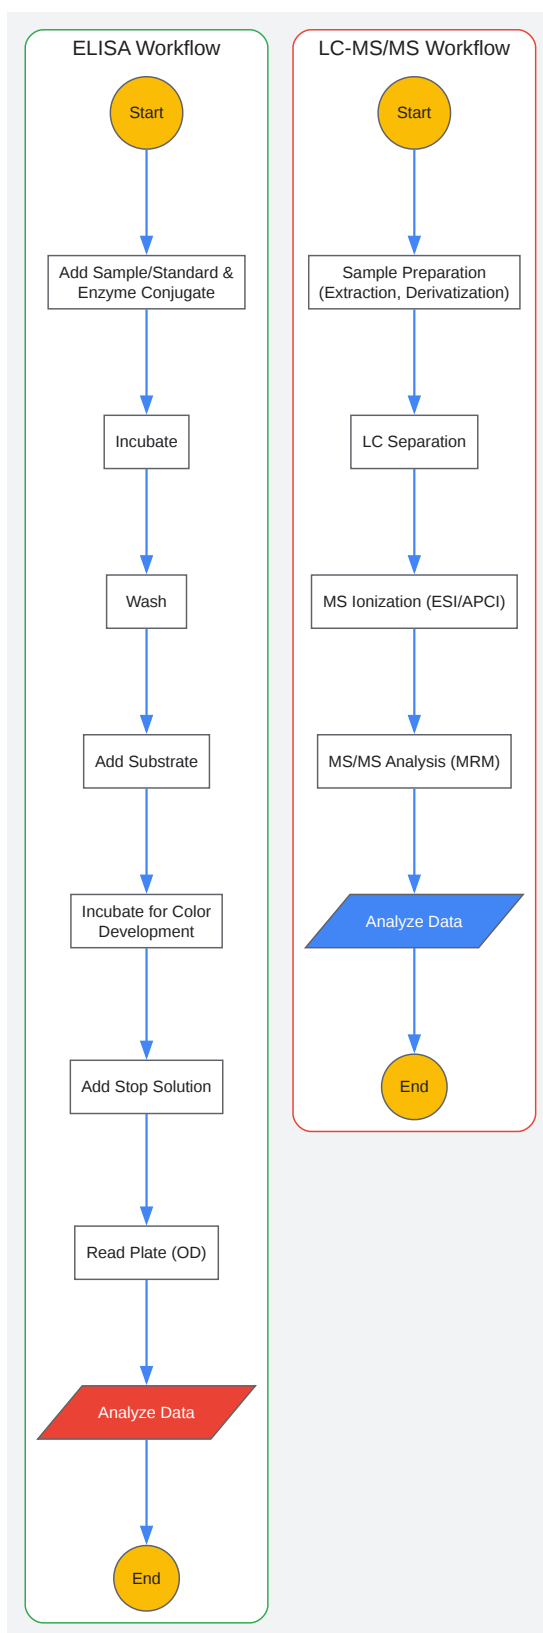 ELISA Workflow
Start
Add Sample/Standard &
Enzyme Conjugate
Incubate
Wash
Add Substrate
Incubate for Color
Development
Add Stop Solution
Read Plate (OD)
Analyze Data
End
LC-MS/MS Workflow
Start
Sample Preparation
(Extraction, Derivatization)
LC Separation
MS Ionization (ESI/APCI)
MS/MS Analysis (MRM)
Analyze Data
End